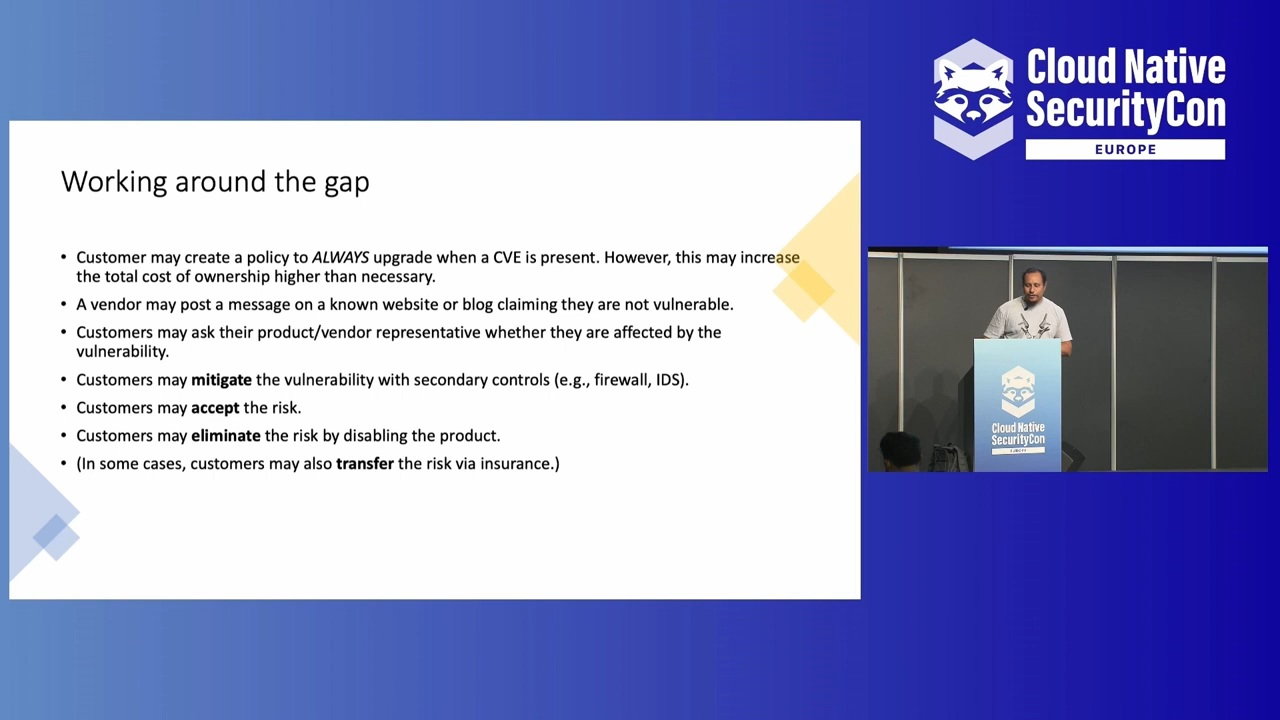 Cloud Native
SecurityCon
EUROPE
Working around the gap
• Customer may create a policy to ALWAYS upgrade when a CVE is present. However, this may increase
the total cost of ownership higher than necessary.
• A vendor may post a message on a known website or blog claiming they are not vulnerable.
• Customers may ask their product/vendor representative whether they are affected by the
vulnerability.
• Customers may mitigate the vulnerability with secondary controls (e.g., firewall, IDS).
• Customers may accept the risk.
• Customers may eliminate the risk by disabling the product.
• (In some cases, customers may also transfer the risk via insurance.)
Cloud Native
SecurityCon
EUROPE